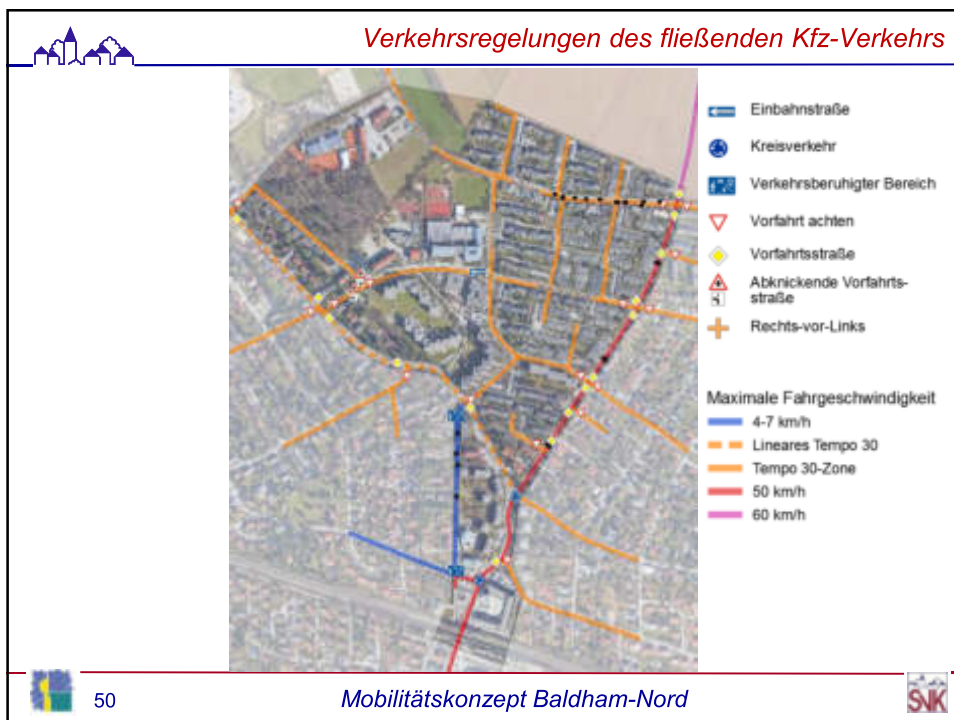 Verkehrsregelungen des fließenden Kfz-Verkehrs
Einbahnstraße
Kreisverkehr
Verkehrsberuhigter Bereich
Vorfahrt achten
Vorfahrtsstraße
Abknickende Vorfahrts-
straße
Rechts-vor-Links
Maximale Fahrgeschwindigkeit
4-7 km/h
Lineares Tempo 30
Tempo 30-Zone
50 km/h
60 km/h
50
Mobilitätskonzept Baldham-Nord
SVK